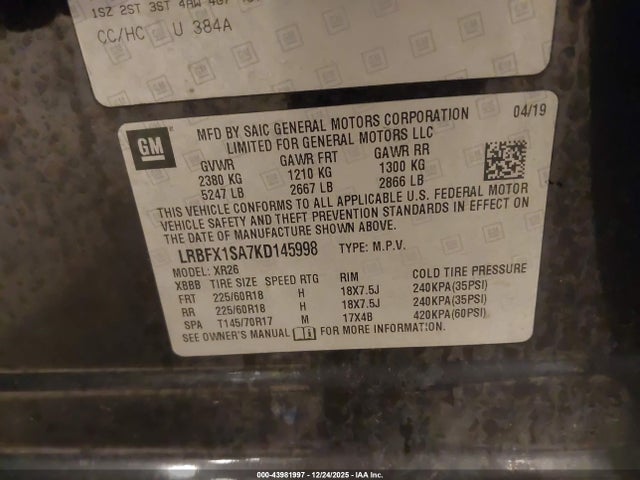 1SZ 2ST 3ST 4AW
CC/HC U 384A
GM
MFD BY SAIC GENERAL MOTORS CORPORATION 04/19
LIMITED FOR GENERAL MOTORS LLC
GVWR GAWR FRT GAWR RR
2380 KG 1210 KG 1300 KG
5247 LB 2667 LB 2866 LB
THIS VEHICLE CONFORMS TO ALL APPLICABLE U.S. FEDERAL MOTOR
VEHICLE SAFETY AND THEFT PREVENTION STANDARDS IN EFFECT ON
THE DATE OF MANUFACTURE SHOWN ABOVE.
LRBFX1SA7KD145998 TYPE: M.P.V.
MODEL: XR26
XBBB TIRE SIZE SPEED RTG RIM COLD TIRE PRESSURE
FRT 225/60R18 H 18X7.5J 240KPA(35PSI)
RR 225/60R18 H 18X7.5J 240KPA(35PSI)
SPA T145/70R17 M 17X4B 420KPA(60PSI)
SEE OWNER'S MANUAL FOR MORE INFORMATION.
000-43981997 - 12/24/2025 - IAA Inc.